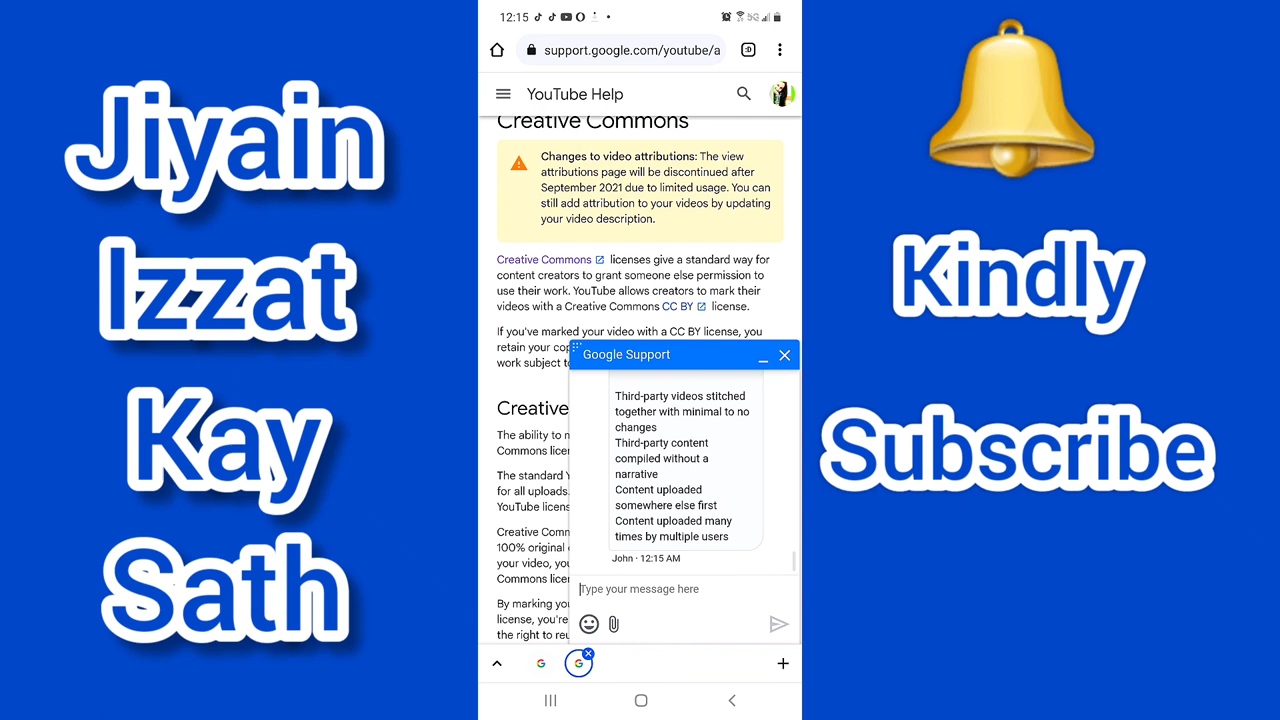 Jiyain
Izzat
Kay
Sath
12:15
5G
support.google.com/youtube/a
:D
YouTube Help
Creative Commons
Changes to video attributions: The view
attributions page will be discontinued after
September 2021 due to limited usage. You can
still add attribution to your videos by updating
your video description.
Creative Commons licenses give a standard way for
content creators to grant someone else permission to
use their work. YouTube allows creators to mark their
videos with a Creative Commons CC BY license.
If you've marked your video with a CC BY license, you
retain your cop
work subject to
Creative
The ability to m
Commons licen
The standard Y
for all uploads.
YouTube licens
Creative Comm
100% original
your video, you
Commons licen
By marking you
license, you're
the right to reu
Google Support
Third-party videos stitched
together with minimal to no
changes
Third-party content
compiled without a
narrative
Content uploaded
somewhere else first
Content uploaded many
times by multiple users
John · 12:15 AM
Type your message here
Kindly
Subscribe